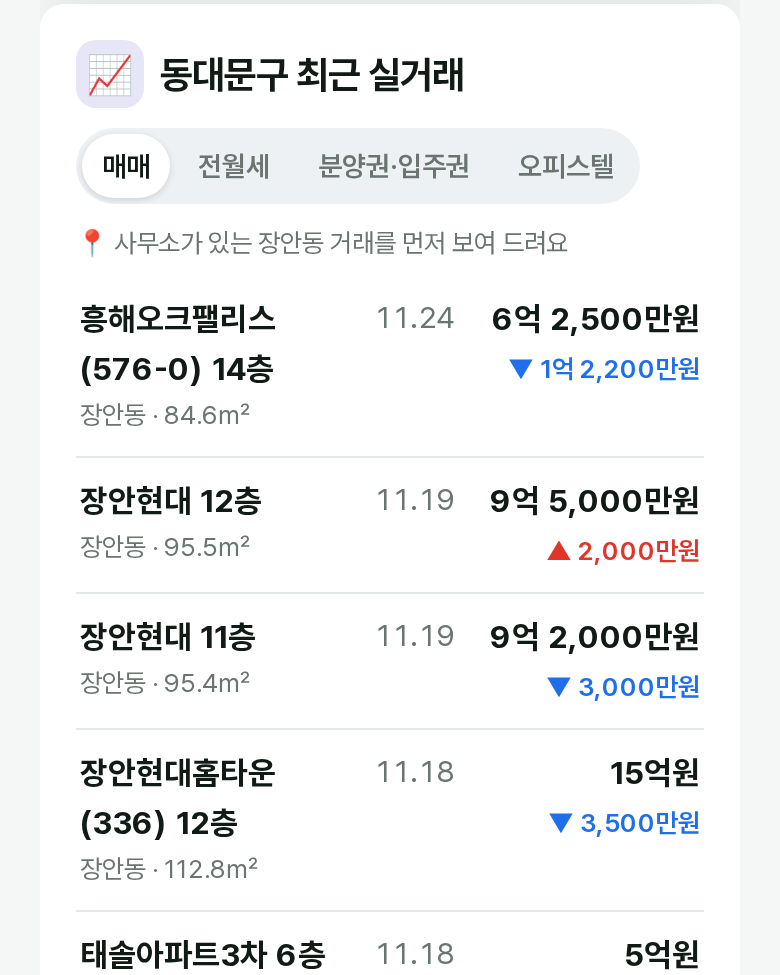 동대문구 최근 실거래
매매 전월세 분양권·입주권 오피스텔
사무소가 있는 장안동 거래를 먼저 보여 드려요
흥해오크팰리스 11.24 6억 2,500만원
(576-0) 14층 ▼ 1억 2,200만원
장안동 · 84.6m²
장안현대 12층 11.19 9억 5,000만원
장안동 · 95.5m² ▲ 2,000만원
장안현대 11층 11.19 9억 2,000만원
장안동 · 95.4m² ▼ 3,000만원
장안현대홈타운 11.18 15억원
(336) 12층 ▼ 3,500만원
장안동 · 112.8m²
태솔아파트3차 6층 11.18 5억원